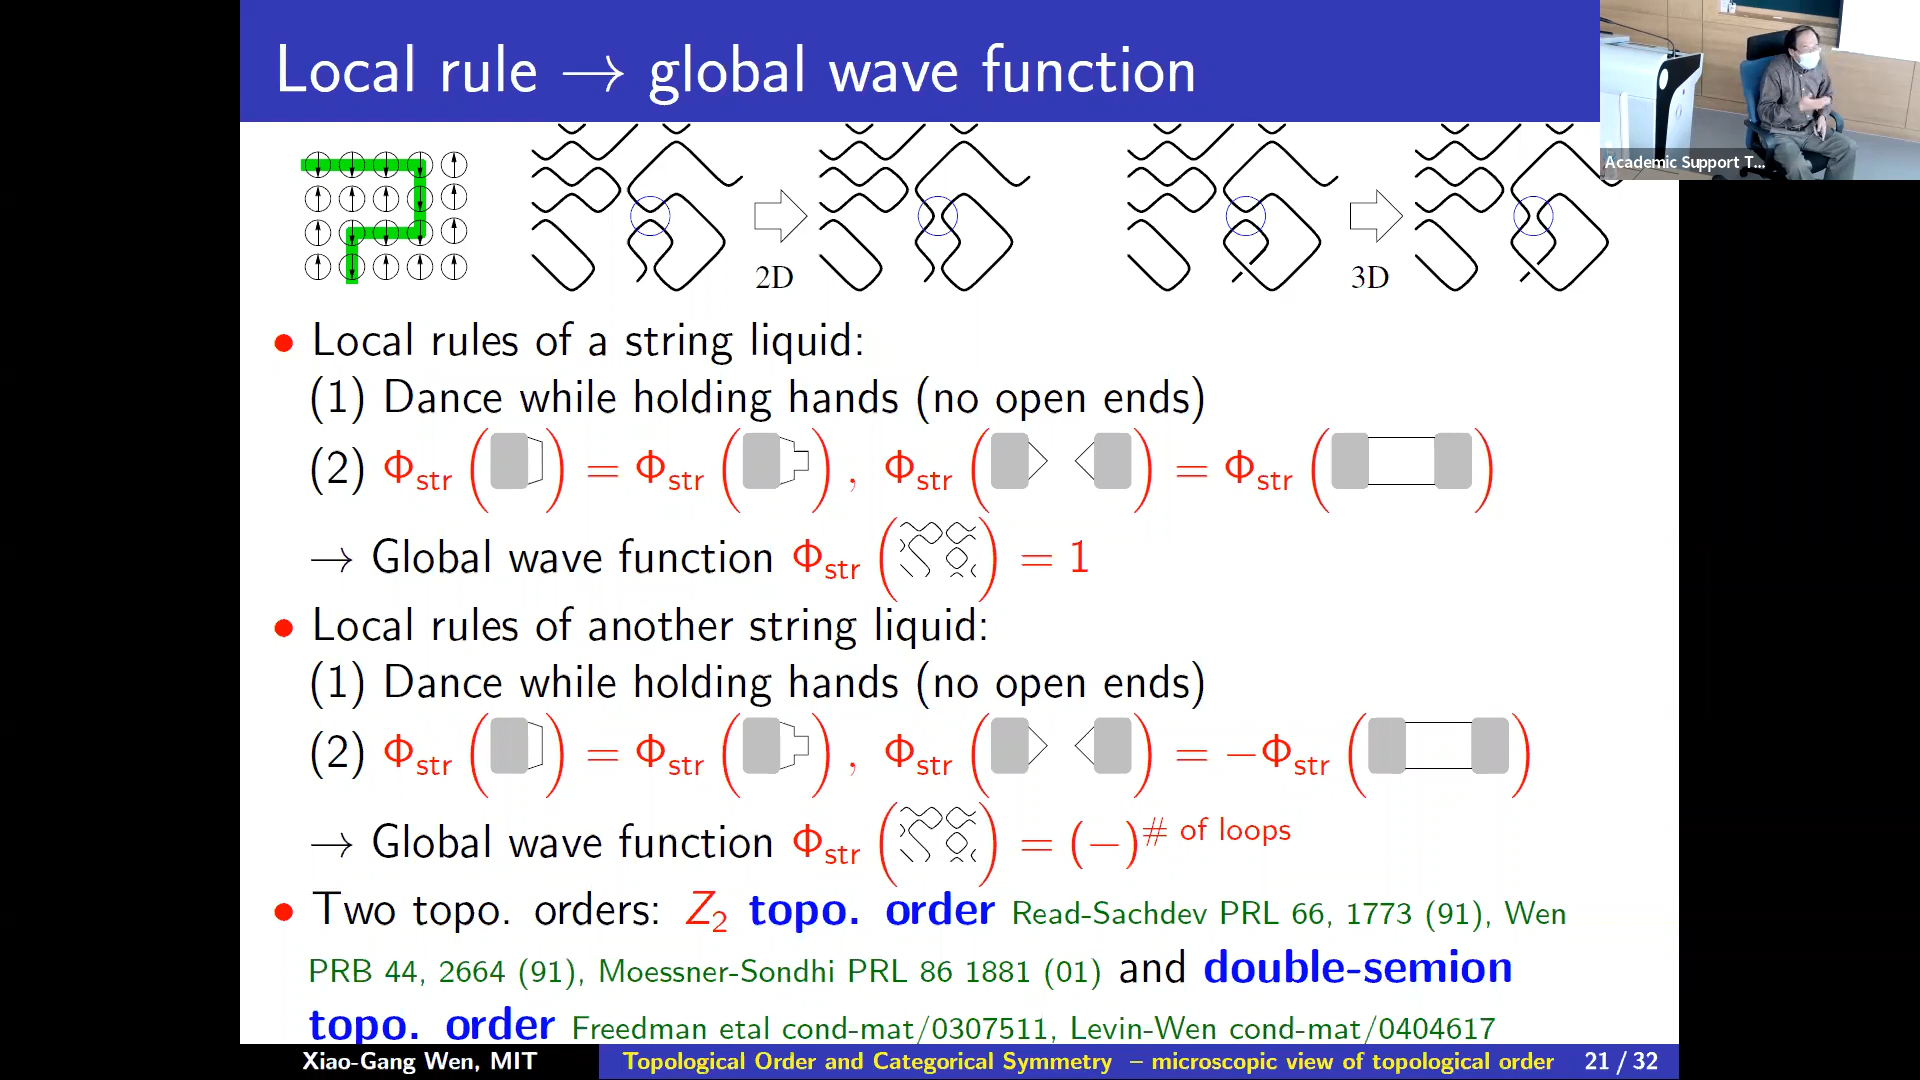 Local rule → global wave function
Academic Support T...
2D
3D
• Local rules of a string liquid:
(1) Dance while holding hands (no open ends)
(2) Φstr ( ) = Φstr ( ) , Φstr ( ) = Φstr ( )
→ Global wave function Φstr ( ) = 1
• Local rules of another string liquid:
(1) Dance while holding hands (no open ends)
(2) Φstr ( ) = Φstr ( ) , Φstr ( ) = −Φstr ( )
→ Global wave function Φstr ( ) = (−)# of loops
• Two topo. orders: Z2 topo. order Read-Sachdev PRL 66, 1773 (91), Wen
PRB 44, 2664 (91), Moessner-Sondhi PRL 86 1881 (01) and double-semion
topo. order Freedman etal cond-mat/0307511, Levin-Wen cond-mat/0404617
Xiao-Gang Wen, MIT
Topological Order and Categorical Symmetry – microscopic view of topological order
21 / 32